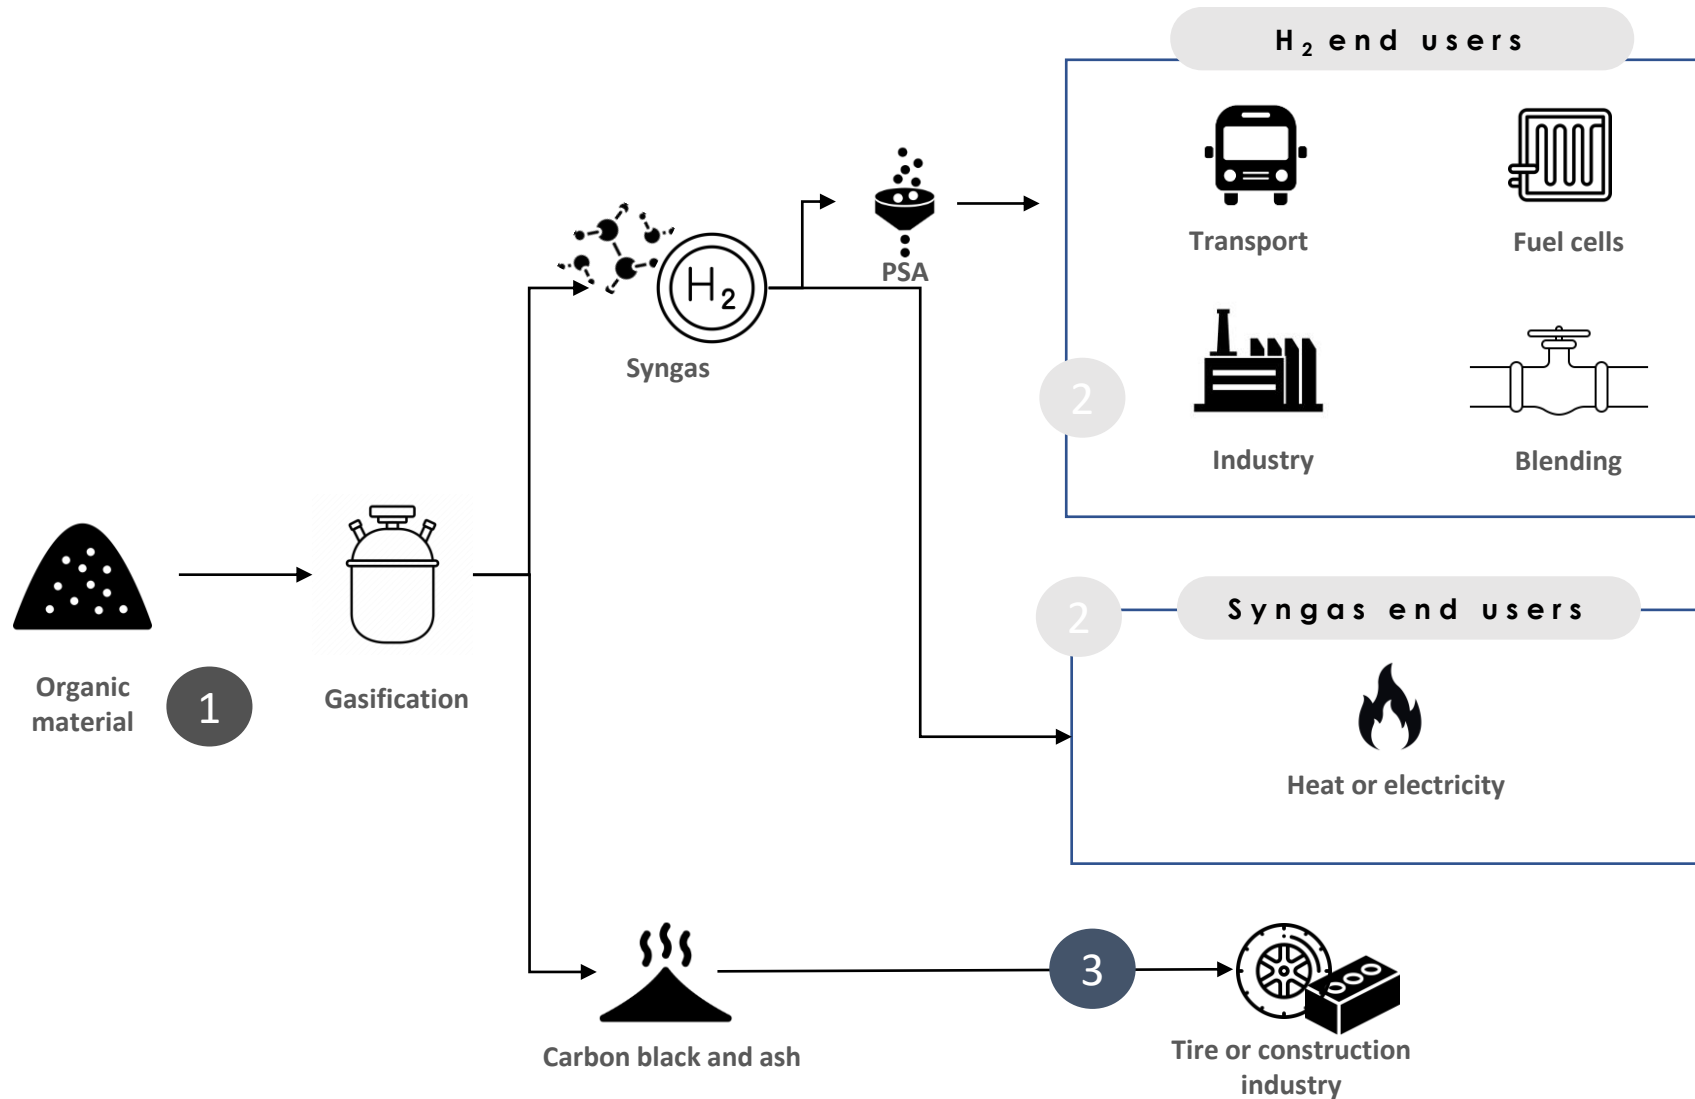 H₂ end users
Transport
Fuel cells
PSA
H₂
Syngas
2
Industry
Blending
2
Syngas end users
Organic
material
1
Gasification
Heat or electricity
3
Carbon black and ash
Tire or construction
industry